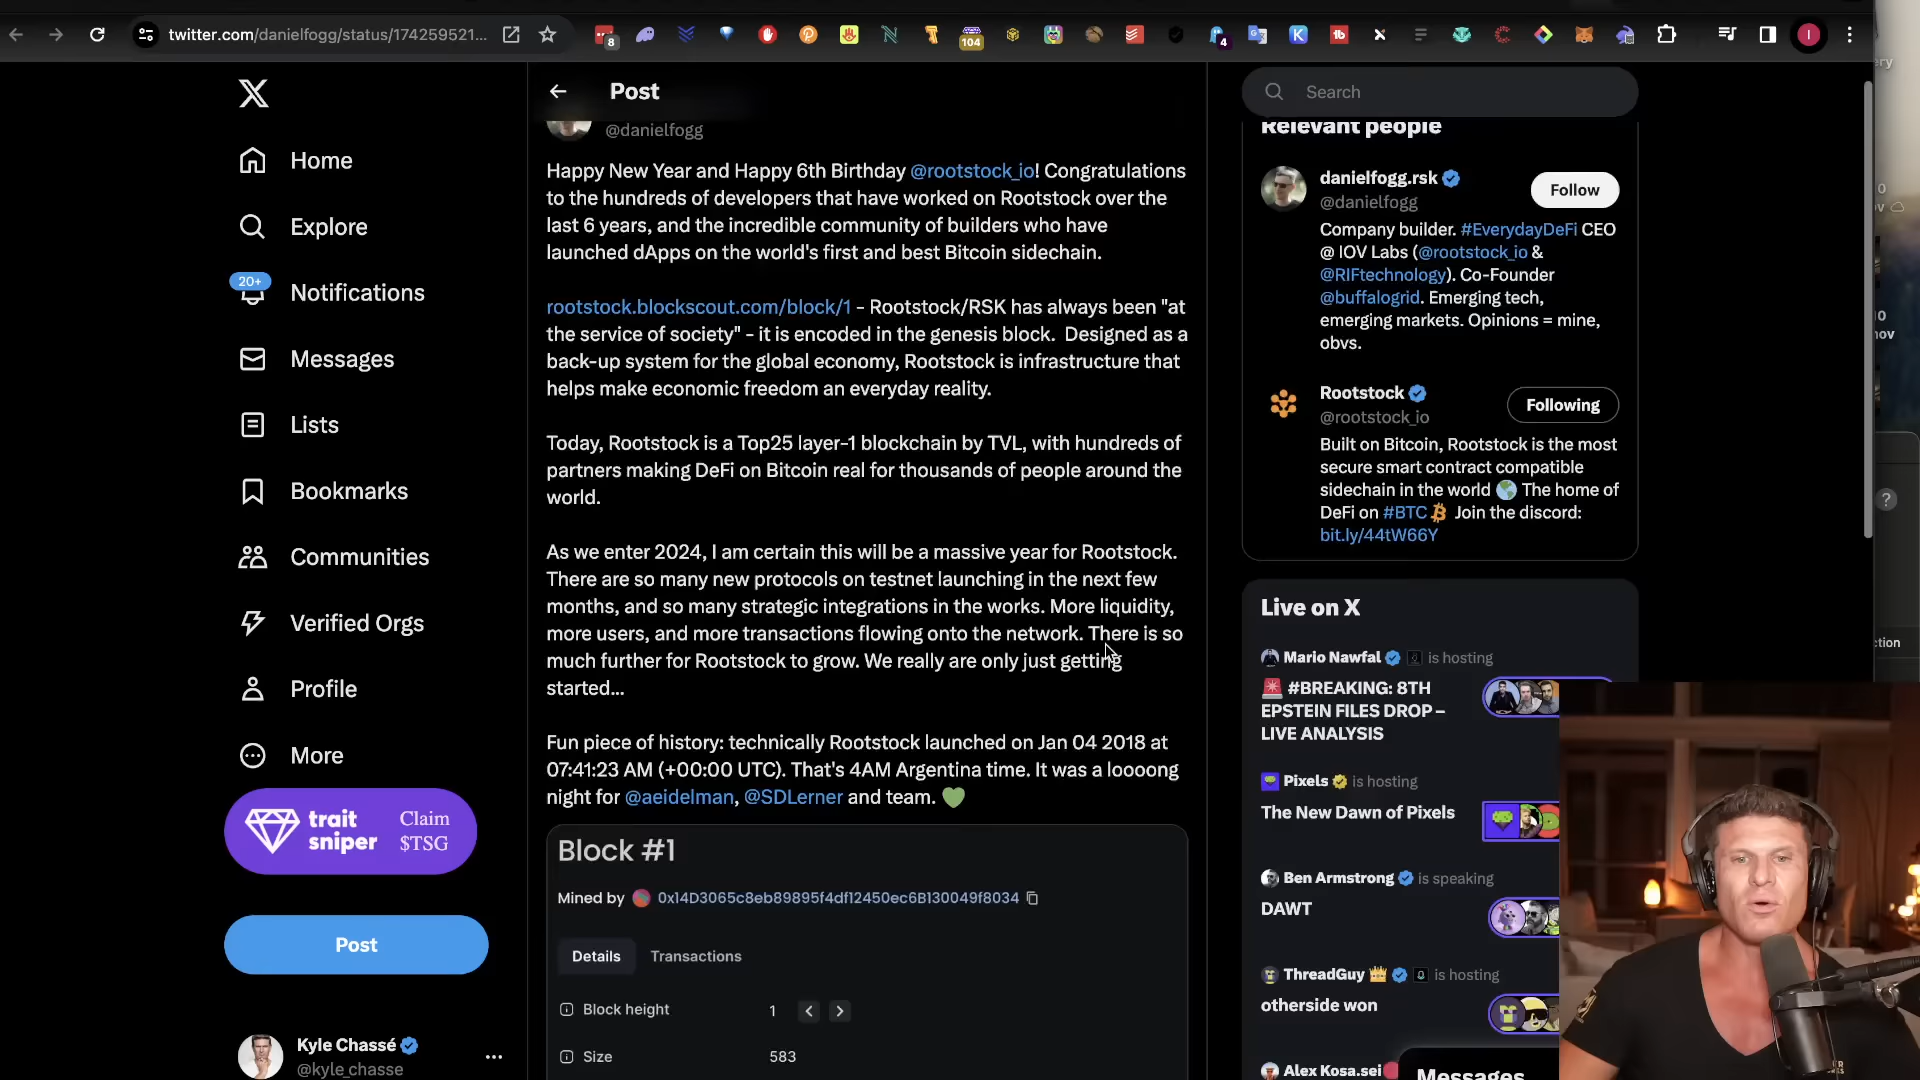 twitter.com/danielfogg/status/174259521...
8
104
4
Home
Explore
20+
Notifications
Messages
Lists
Bookmarks
Communities
Verified Orgs
Profile
More
trait sniper
Claim $TSG
Post
Kyle Chassé
@kyle_chasse
Post
@danielfogg
Happy New Year and Happy 6th Birthday @rootstock_io! Congratulations
to the hundreds of developers that have worked on Rootstock over the
last 6 years, and the incredible community of builders who have
launched dApps on the world's first and best Bitcoin sidechain.
rootstock.blockscout.com/block/1 - Rootstock/RSK has always been "at
the service of society" - it is encoded in the genesis block. Designed as a
back-up system for the global economy, Rootstock is infrastructure that
helps make economic freedom an everyday reality.
Today, Rootstock is a Top25 layer-1 blockchain by TVL, with hundreds of
partners making DeFi on Bitcoin real for thousands of people around the
world.
As we enter 2024, I am certain this will be a massive year for Rootstock.
There are so many new protocols on testnet launching in the next few
months, and so many strategic integrations in the works. More liquidity,
more users, and more transactions flowing onto the network. There is so
much further for Rootstock to grow. We really are only just getting
started...
Fun piece of history: technically Rootstock launched on Jan 04 2018 at
07:41:23 AM (+00:00 UTC). That's 4AM Argentina time. It was a loooong
night for @aeidelman, @SDLerner and team. 💚
Block #1
Mined by 0x14D3065c8eb89895f4df12450ec6B130049f8034
Details Transactions
Block height 1
Size 583
Search
Relevant people
danielfogg.rsk
@danielfogg
Follow
Company builder. #EverydayDeFi CEO
@ IOV Labs (@rootstock_io &
@RIFtechnology). Co-Founder
@buffalogrid. Emerging tech,
emerging markets. Opinions = mine,
obvs.
Rootstock
@rootstock_io
Following
Built on Bitcoin, Rootstock is the most
secure smart contract compatible
sidechain in the world 🌎 The home of
DeFi on #BTC Join the discord:
bit.ly/44tW66Y
Live on X
Mario Nawfal is hosting
🚨 #BREAKING: 8TH
EPSTEIN FILES DROP –
LIVE ANALYSIS
Pixels is hosting
The New Dawn of Pixels
Ben Armstrong is speaking
DAWT
ThreadGuy 👑 is hosting
otherside won
Alex Kosa.sei
Messages